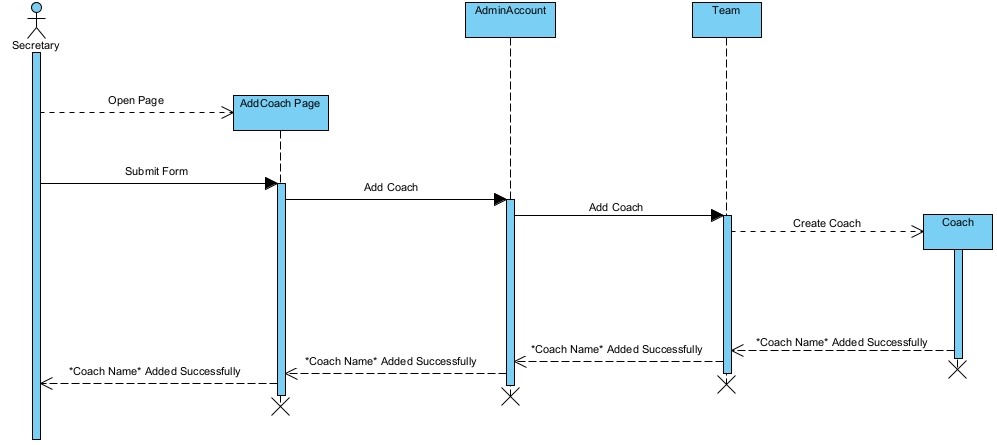 AdminAccount
Team
Secretary
Open Page
AddCoach Page
Submit Form
Add Coach
Add Coach
Create Coach
Coach
*Coach Name* Added Successfully
*Coach Name* Added Successfully
*Coach Name* Added Successfully
*Coach Name* Added Successfully